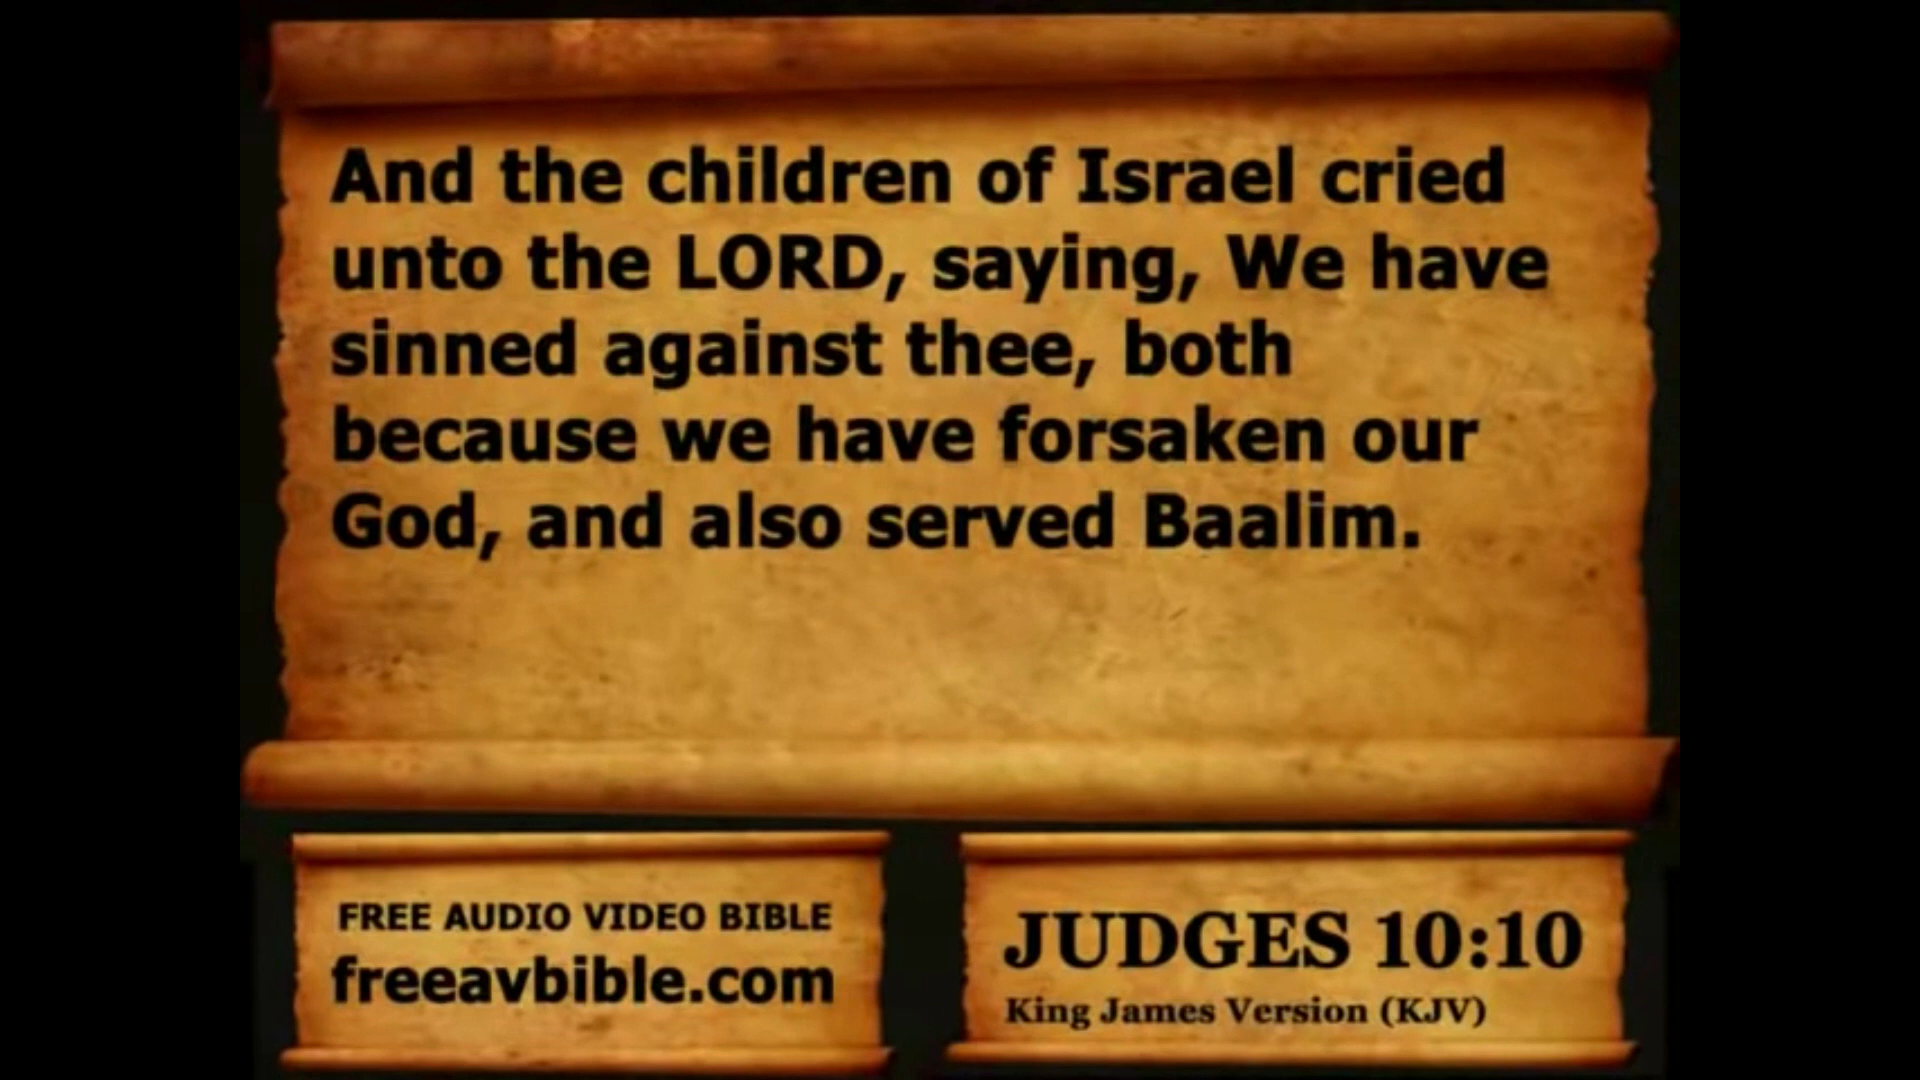 And the children of Israel cried
unto the LORD, saying, We have
sinned against thee, both
because we have forsaken our
God, and also served Baalim.
FREE AUDIO VIDEO BIBLE
freeavbible.com
JUDGES 10:10
King James Version (KJV)